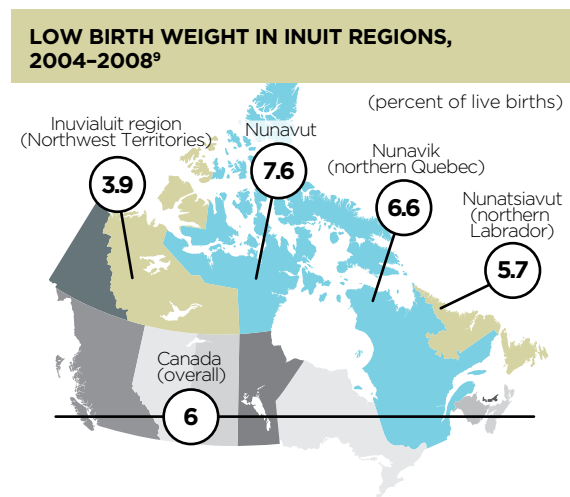 LOW BIRTH WEIGHT IN INUIT REGIONS,
2004–2008⁹
(percent of live births)
Inuvialuit region
(Northwest Territories)
3.9
Nunavut
7.6
Nunavik
(northern Quebec)
6.6
Nunatsiavut
(northern
Labrador)
5.7
Canada
(overall)
6